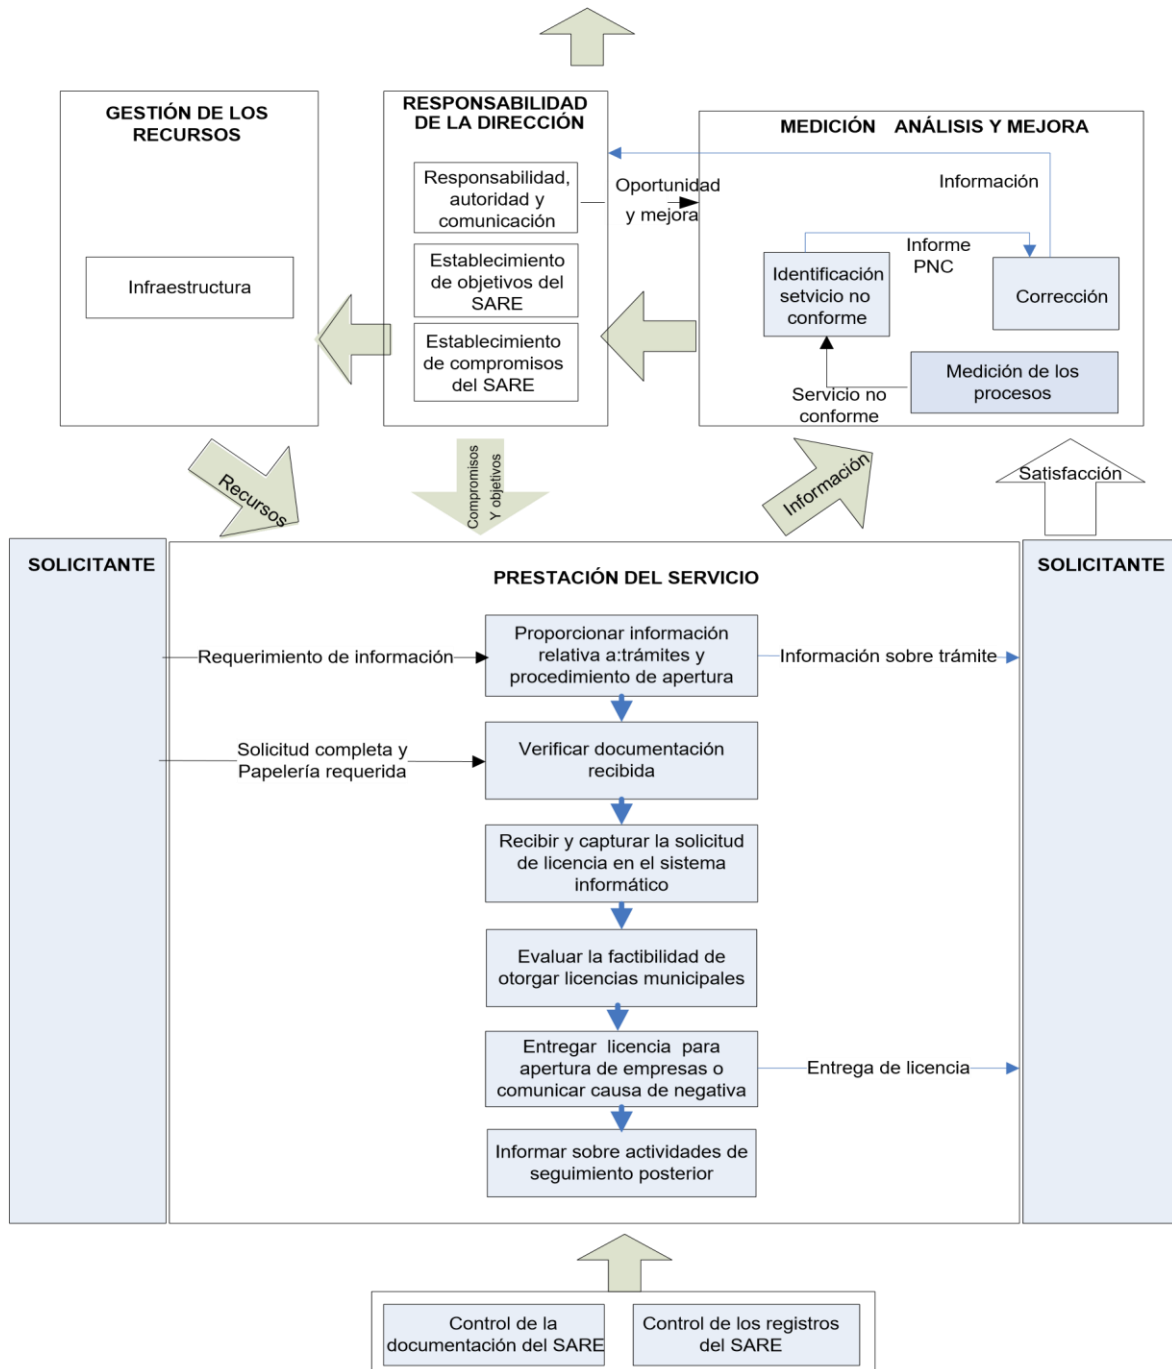 GESTIÓN DE LOS
RECURSOS
Infraestructura
RESPONSABILIDAD
DE LA DIRECCIÓN
Responsabilidad,
autoridad y
comunicación
Establecimiento
de objetivos del
SARE
Establecimiento
de compromisos
del SARE
Oportunidad
y mejora
MEDICIÓN ANÁLISIS Y MEJORA
Información
Informe
PNC
Identificación
setvicio no
conforme
Corrección
Medición de los
procesos
Servicio no
conforme
Recursos
Compromisos
Y objetivos
Información
Satisfacción
SOLICITANTE
PRESTACIÓN DEL SERVICIO
SOLICITANTE
Requerimiento de información
Proporcionar información
relativa a:trámites y
procedimiento de apertura
Información sobre trámite
Solicitud completa y
Papelería requerida
Verificar documentación
recibida
Recibir y capturar la solicitud
de licencia en el sistema
informático
Evaluar la factibilidad de
otorgar licencias municipales
Entregar licencia para
apertura de empresas o
comunicar causa de negativa
Entrega de licencia
Informar sobre actividades de
seguimiento posterior
Control de la
documentación del SARE
Control de los registros
del SARE